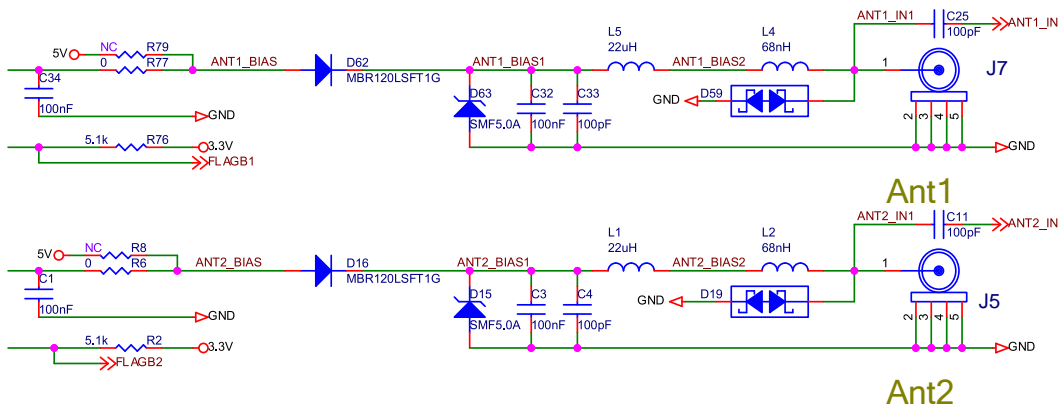 ANT1_IN1 C25 ANT1_IN
100pF
NC R79
5V
0 R77 ANT1_BIAS
L5 L4
22uH 68nH
D62 ANT1_BIAS1 ANT1_BIAS2
MBR120LSFT1G
1 J7
C34
100nF
D63 C32 C33
SMF5.0A 100nF 100pF
GND D59
GND
2 3 4 5
5.1k R76
3.3V
FLAGB1
GND
Ant1
ANT2_IN1 C11 ANT2_IN
100pF
NC R8
5V
0 R6 ANT2_BIAS
L1 L2
22uH 68nH
D16 ANT2_BIAS1 ANT2_BIAS2
MBR120LSFT1G
1 J5
C1
100nF
D15 C3 C4
SMF5.0A 100nF 100pF
GND D19
GND
2 3 4 5
5.1k R2
3.3V
FLAGB2
GND
Ant2